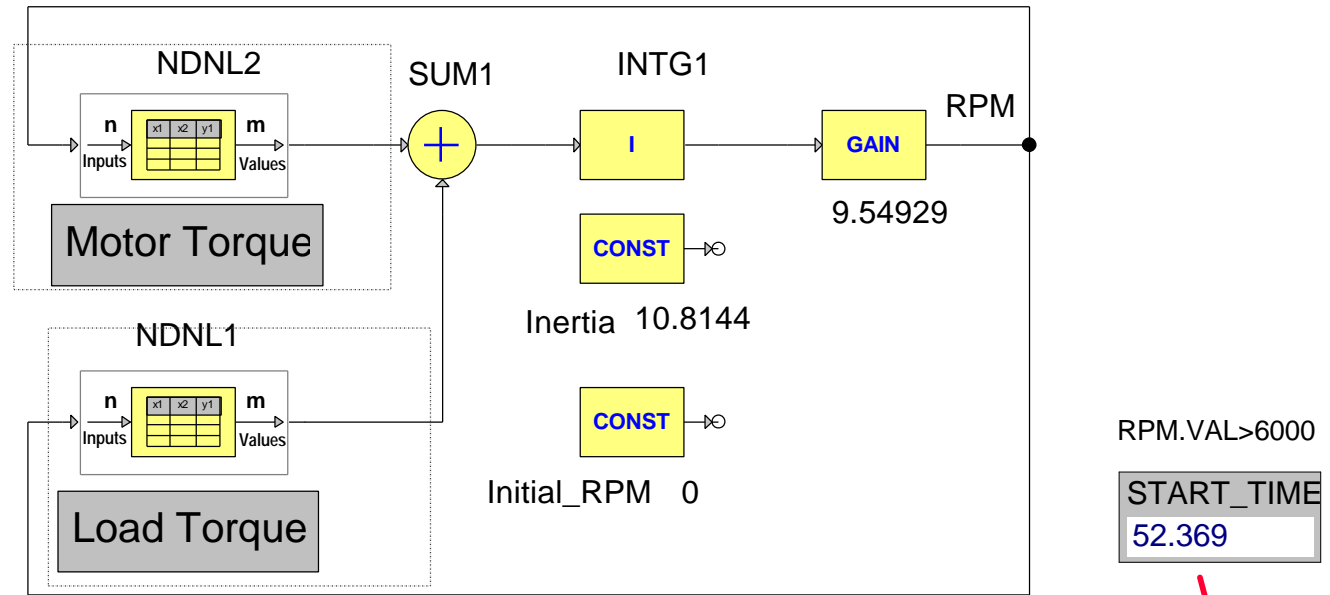 NDNL2
SUM1
INTG1
RPM
n
x1 x2 y1
m
Inputs
Values
I
GAIN
9.54929
Motor Torque
CONST
Inertia 10.8144
NDNL1
n
x1 x2 y1
m
Inputs
Values
CONST
Initial_RPM 0
Load Torque
RPM.VAL>6000
START_TIME
52.369